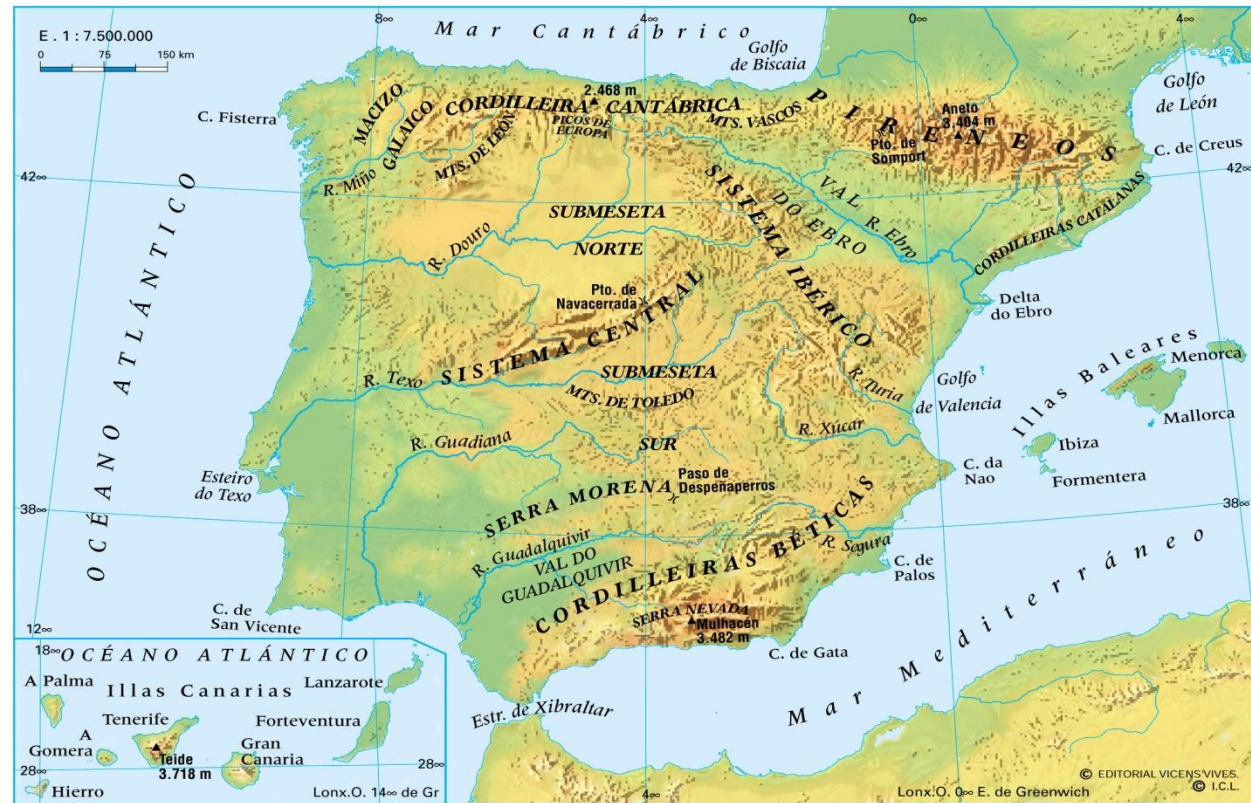 E. 1 : 7.500.000
0 75 150 km
8∞
4∞
0∞
4∞
Mar Cantábrico
Golfo
de Biscaia
Golfo
de León
C. Fisterra
MACIZO
GALAICO
CORDILLEIRA CANTÁBRICA
2.468 m
PICOS DE
EUROPA
MTS. DE LEÓN
MTS. VASCOS
PIRENEOS
Aneto
3.404 m
Pto. de
Somport
C. de Creus
42∞
42∞
R. Miño
SUBMESETA
NORTE
SISTEMA IBÉRICO
VAL
DO EBRO
R. Ebro
CORDILLEIRAS CATALANAS
R. Douro
Pto. de
Navacerrada
SISTEMA CENTRAL
Delta
do Ebro
OCÉANO ATLÁNTICO
R. Texo
SUBMESETA
SUR
MTS. DE TOLEDO
R. Turia
Golfo
de Valencia
Illas Baleares
Menorca
Mallorca
Ibiza
Formentera
R. Guadiana
R. Xúcar
C. da
Nao
Esteiro
do Texo
Paso de
Despeñaperros
SERRA MORENA
38∞
38∞
R. Guadalquivir
VAL DO
GUADALQUIVIR
CORDILLEIRAS BÉTICAS
R. Segura
C. de
Palos
SERRA NEVADA
Mulhacén
3.482 m
C. de
San Vicente
C. de Gata
Mar Mediterráneo
Estr. de Xibraltar
12∞
18∞
OCÉANO ATLÁNTICO
Illas Canarias
A Palma
Lanzarote
Tenerife
Forteventura
A
Gomera
Teide
3.718 m
Gran
Canaria
28∞
28∞
Hierro
Lonx.O. 14∞ de Gr
4∞
Lonx.O. 0∞ E. de Greenwich
© EDITORIAL VICENS VIVES.
© I.C.L.